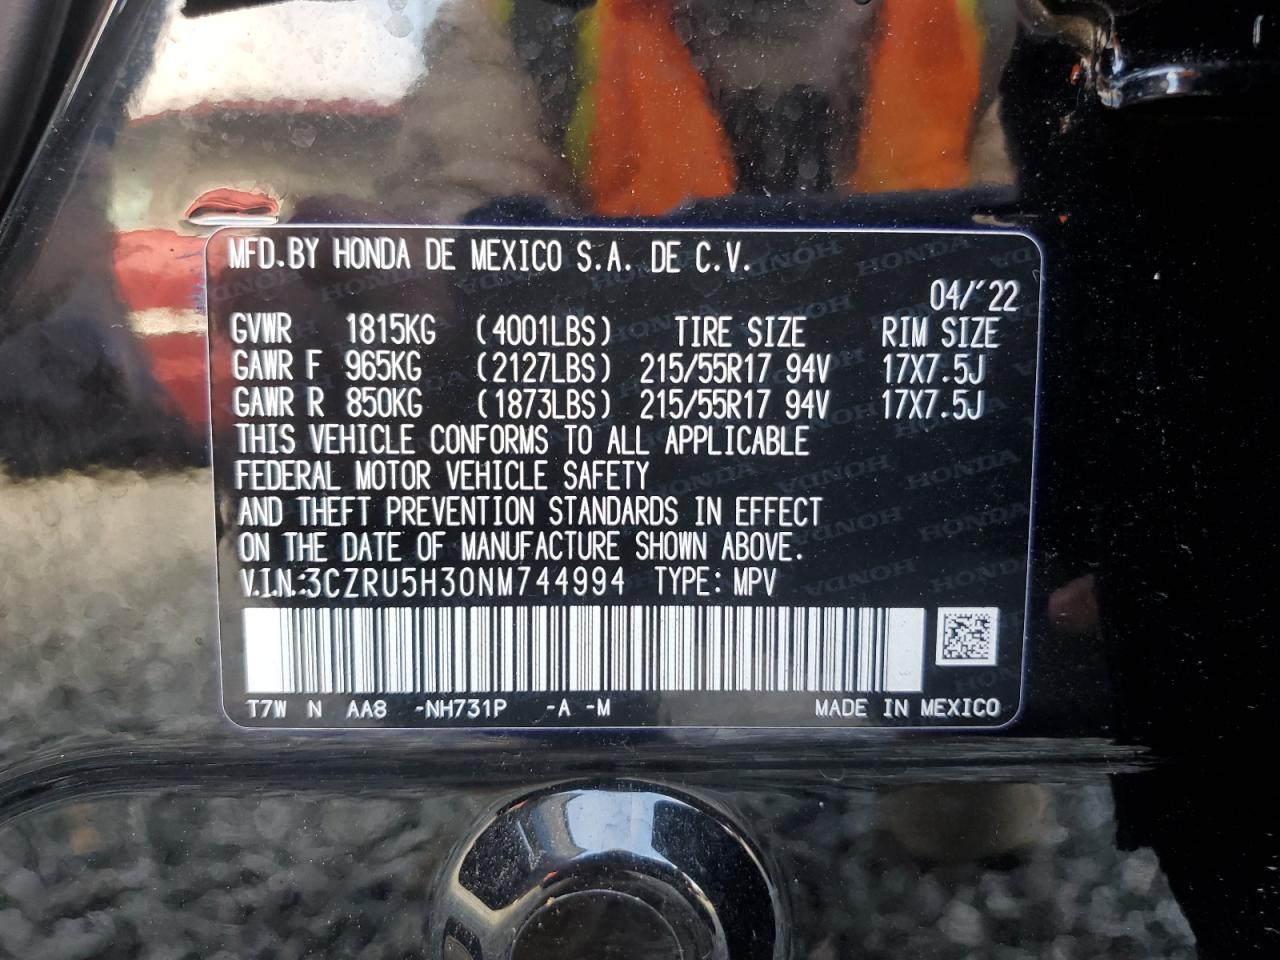 MFD. BY HONDA DE MEXICO S.A. DE C.V.
04/'22
GVWR 1815KG (4001LBS) TIRE SIZE RIM SIZE
GAWR F 965KG (2127LBS) 215/55R17 94V 17X7.5J
GAWR R 850KG (1873LBS) 215/55R17 94V 17X7.5J
THIS VEHICLE CONFORMS TO ALL APPLICABLE
FEDERAL MOTOR VEHICLE SAFETY
AND THEFT PREVENTION STANDARDS IN EFFECT
ON THE DATE OF MANUFACTURE SHOWN ABOVE.
V.I.N.:3CZRU5H30NM744994 TYPE: MPV
T7W N AA8 -NH731P -A -M MADE IN MEXICO